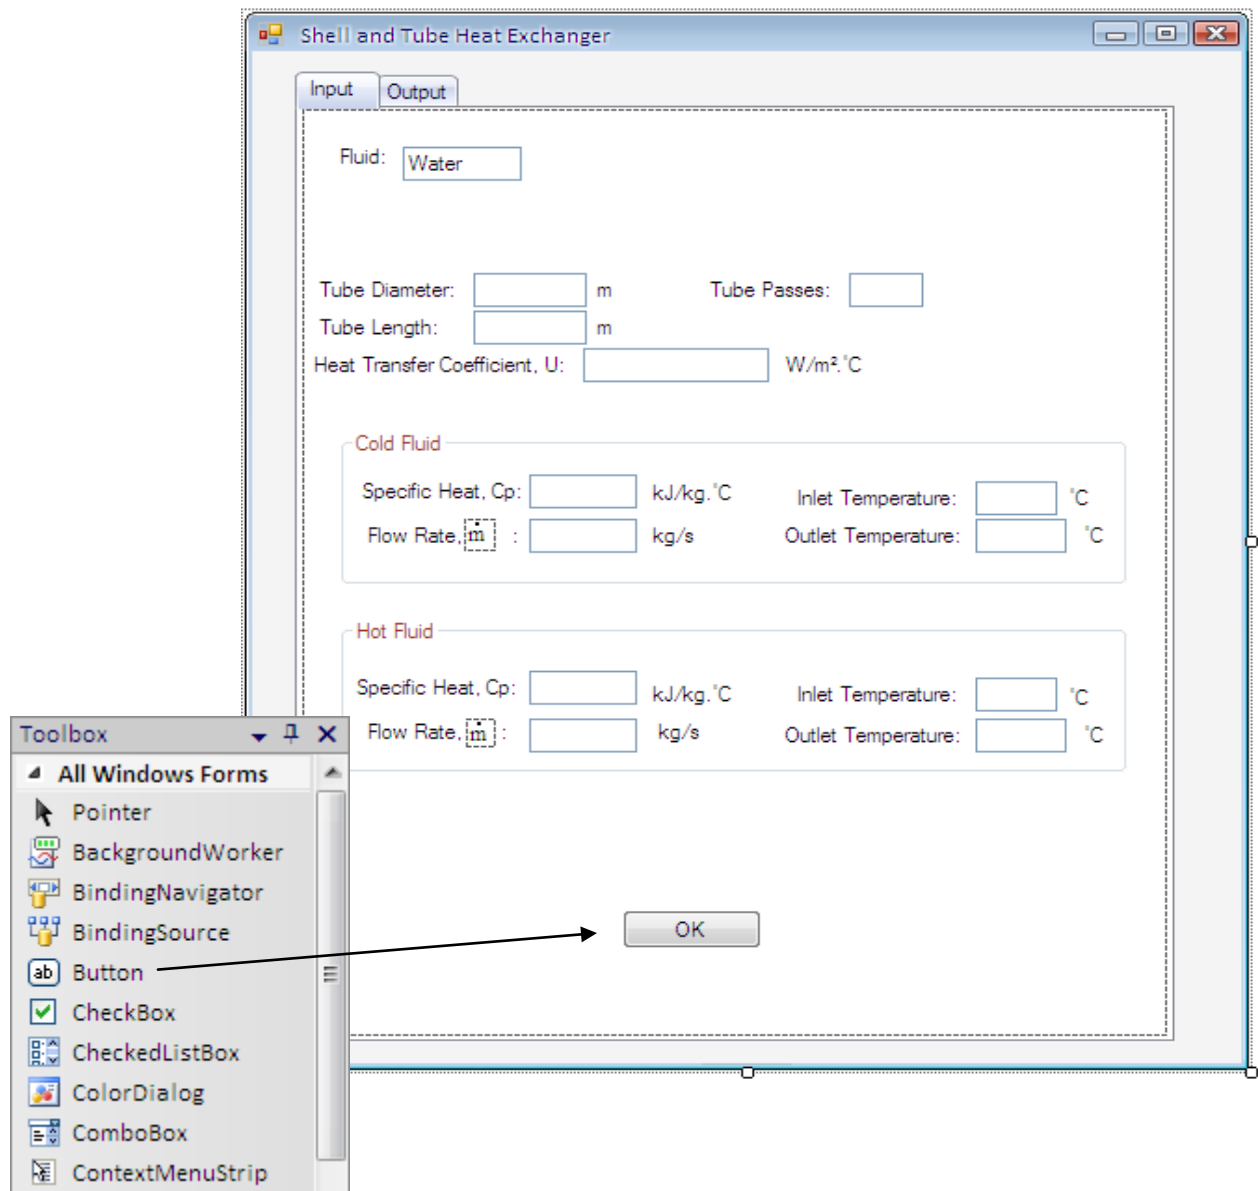 Shell and Tube Heat Exchanger
Input Output
Fluid: Water
Tube Diameter: m Tube Passes:
Tube Length: m
Heat Transfer Coefficient, U: W/m².°C
Cold Fluid
Specific Heat, Cp: kJ/kg.°C Inlet Temperature: °C
Flow Rate, ṁ : kg/s Outlet Temperature: °C
Hot Fluid
Specific Heat, Cp: kJ/kg.°C Inlet Temperature: °C
Flow Rate, ṁ : kg/s Outlet Temperature: °C
OK
Toolbox
All Windows Forms
Pointer
BackgroundWorker
BindingNavigator
BindingSource
ab Button
CheckBox
CheckedListBox
ColorDialog
ComboBox
ContextMenuStrip